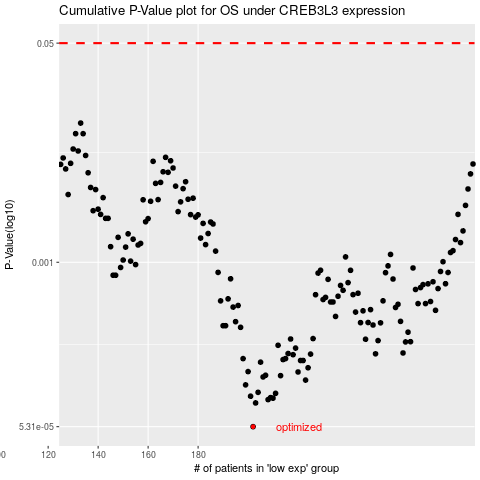 Cumulative P-Value plot for OS under CREB3L3 expression
0.05
P-Value(log10)
0.001
5.31e-05
optimized
00 120 140 160 180
# of patients in 'low exp' group